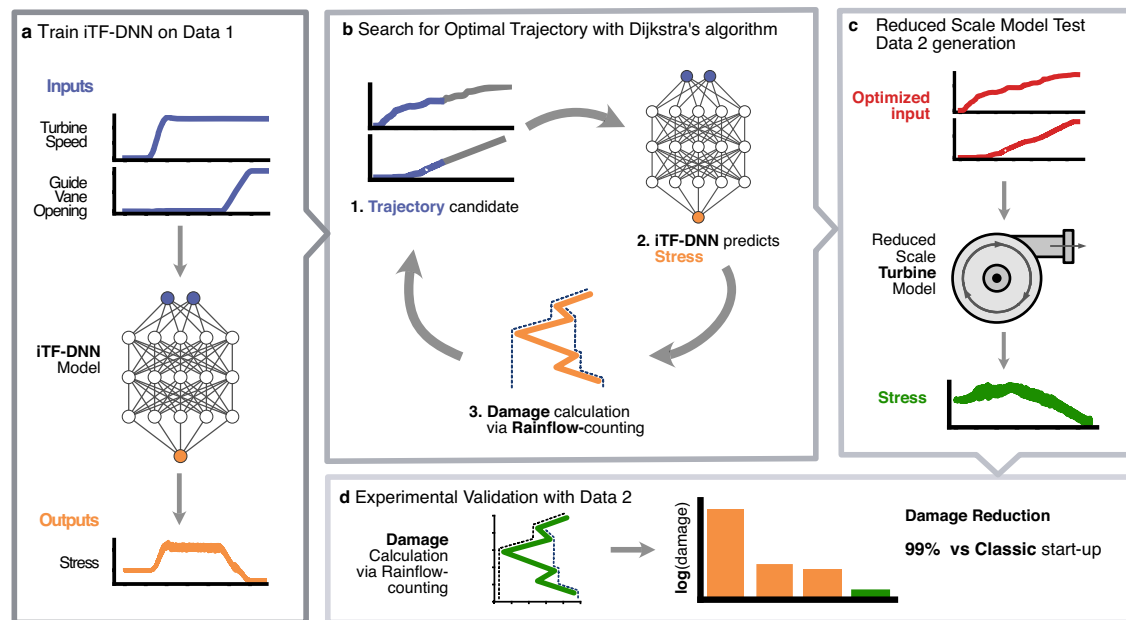 a Train iTF-DNN on Data 1
Inputs
Turbine
Speed
Guide
Vane
Opening
iTF-DNN
Model
Outputs
Stress
b Search for Optimal Trajectory with Dijkstra's algorithm
1. Trajectory candidate
2. iTF-DNN predicts
Stress
3. Damage calculation
via Rainflow-counting
c Reduced Scale Model Test
Data 2 generation
Optimized
input
Reduced
Scale
Turbine
Model
Stress
d Experimental Validation with Data 2
Damage
Calculation
via Rainflow-
counting
log(damage)
Damage Reduction
99% vs Classic start-up